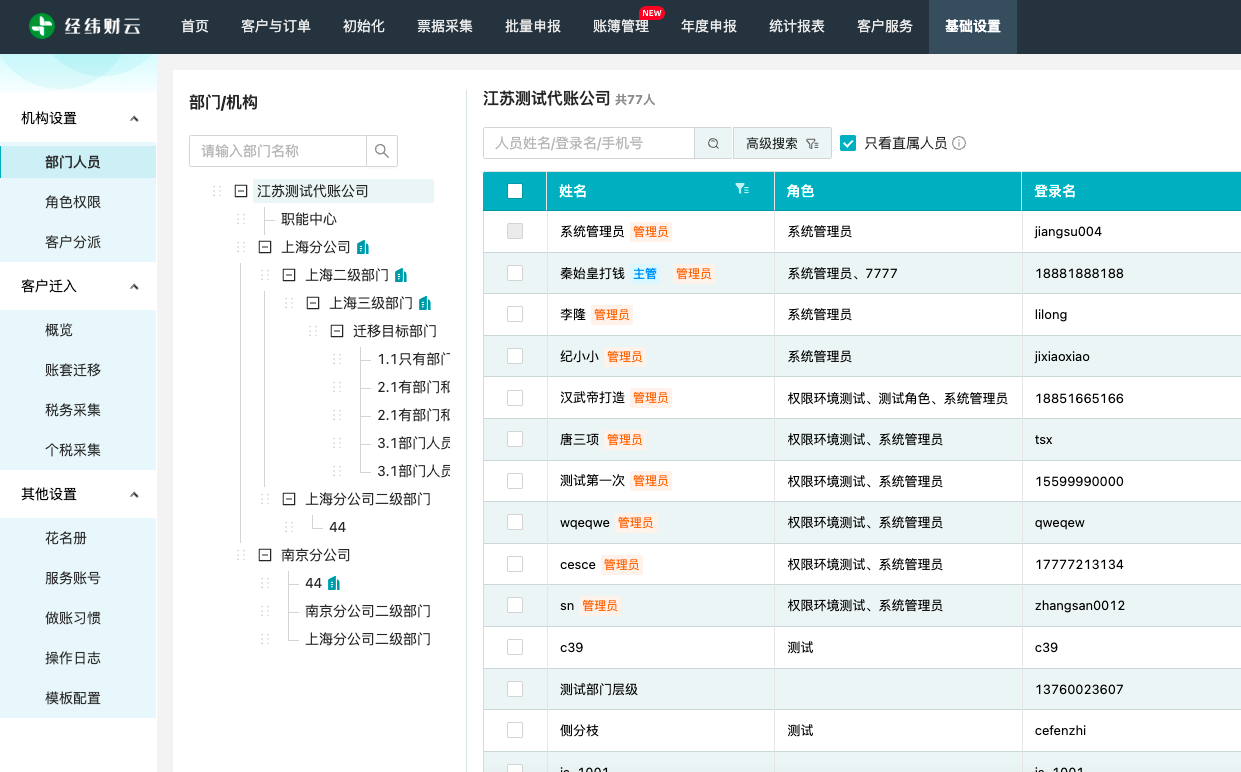 经纬财云
首页 客户与订单 初始化 票据采集 批量申报 账簿管理 NEW 年度申报 统计报表 客户服务 基础设置
机构设置
部门人员
角色权限
客户分派
客户迁入
概览
账套迁移
税务采集
个税采集
其他设置
花名册
服务账号
做账习惯
操作日志
模板配置
部门/机构
请输入部门名称
江苏测试代账公司
职能中心
上海分公司
上海二级部门
上海三级部门
迁移目标部门
1.1只有部门
2.1有部门和
2.1有部门和
3.1部门人员
3.1部门人员
上海分公司二级部门
44
南京分公司
44
南京分公司二级部门
上海分公司二级部门
江苏测试代账公司 共77人
人员姓名/登录名/手机号 高级搜索 只看直属人员
姓名 角色 登录名
系统管理员 管理员 系统管理员 jiangsu004
秦始皇打钱 主管 管理员 系统管理员、7777 18881888188
李隆 管理员 系统管理员 lilong
纪小小 管理员 系统管理员 jixiaoxiao
汉武帝打造 管理员 权限环境测试、测试角色、系统管理员 18851665166
唐三项 管理员 权限环境测试、系统管理员 tsx
测试第一次 管理员 权限环境测试、系统管理员 15599990000
wqeqwe 管理员 权限环境测试、系统管理员 qweqew
cesce 管理员 权限环境测试、系统管理员 17777213134
sn 管理员 权限环境测试、系统管理员 zhangsan0012
c39 测试 c39
测试部门层级 13760023607
侧分枝 测试 cefenzhi